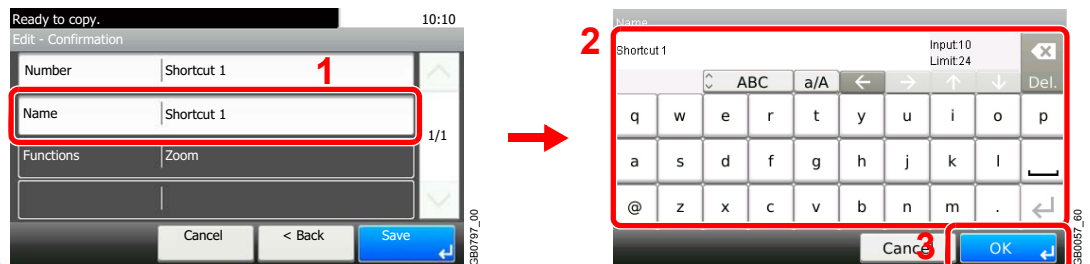 Ready to copy. 10:10
Edit - Confirmation
Number Shortcut 1
1
Name Shortcut 1
1/1
Functions Zoom
Cancel < Back Save
GB0797_00
Name
2
Shortcut 1 Input:10
Limit:24
ABC a/A Del.
q w e r t y u i o p
a s d f g h j k l
@ z x c v b n m .
Cancel OK
3
GB0057_60